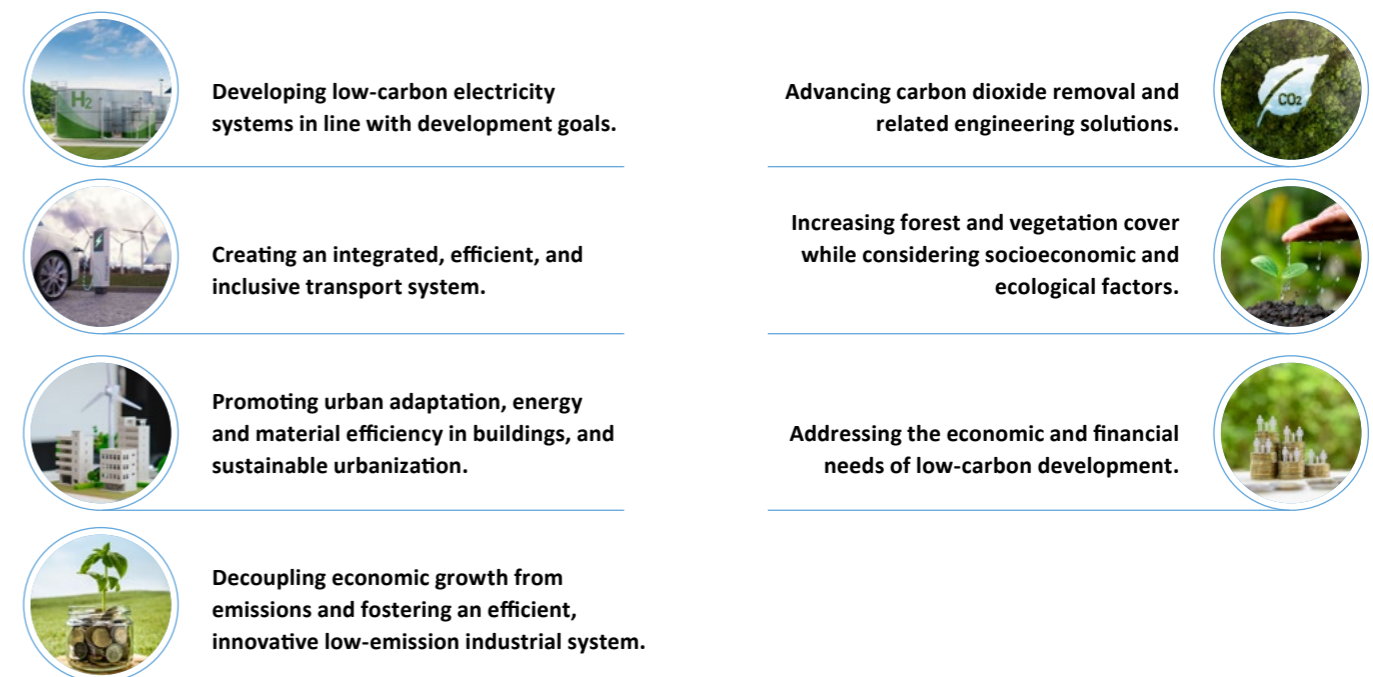 H₂
Developing low-carbon electricity
systems in line with development goals.
Creating an integrated, efficient, and
inclusive transport system.
Promoting urban adaptation, energy
and material efficiency in buildings, and
sustainable urbanization.
Decoupling economic growth from
emissions and fostering an efficient,
innovative low-emission industrial system.
Advancing carbon dioxide removal and
related engineering solutions.
CO₂
Increasing forest and vegetation cover
while considering socioeconomic and
ecological factors.
Addressing the economic and financial
needs of low-carbon development.